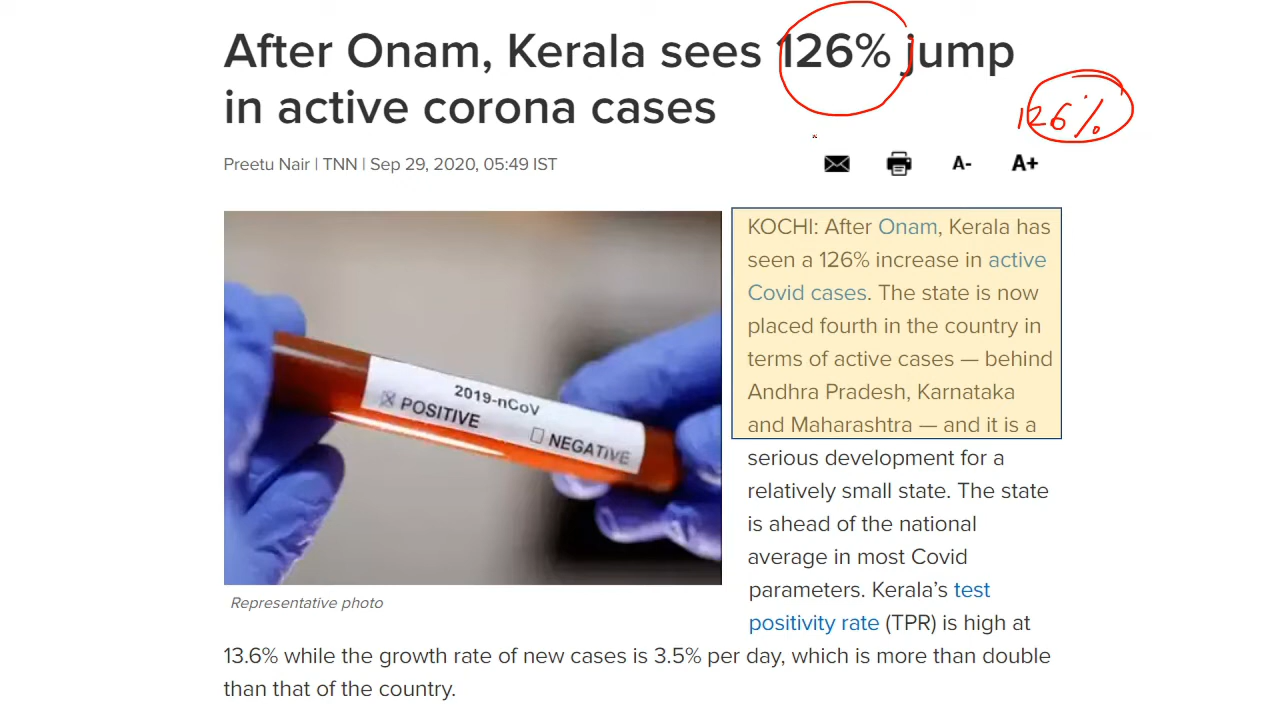 After Onam, Kerala sees 126% jump
in active corona cases
126%
Preetu Nair | TNN | Sep 29, 2020, 05:49 IST
A- A+
KOCHI: After Onam, Kerala has
seen a 126% increase in active
Covid cases. The state is now
placed fourth in the country in
terms of active cases — behind
Andhra Pradesh, Karnataka
and Maharashtra — and it is a
serious development for a
relatively small state. The state
is ahead of the national
average in most Covid
parameters. Kerala’s test
positivity rate (TPR) is high at
2019-nCoV
POSITIVE
NEGATIVE
Representative photo
13.6% while the growth rate of new cases is 3.5% per day, which is more than double
than that of the country.